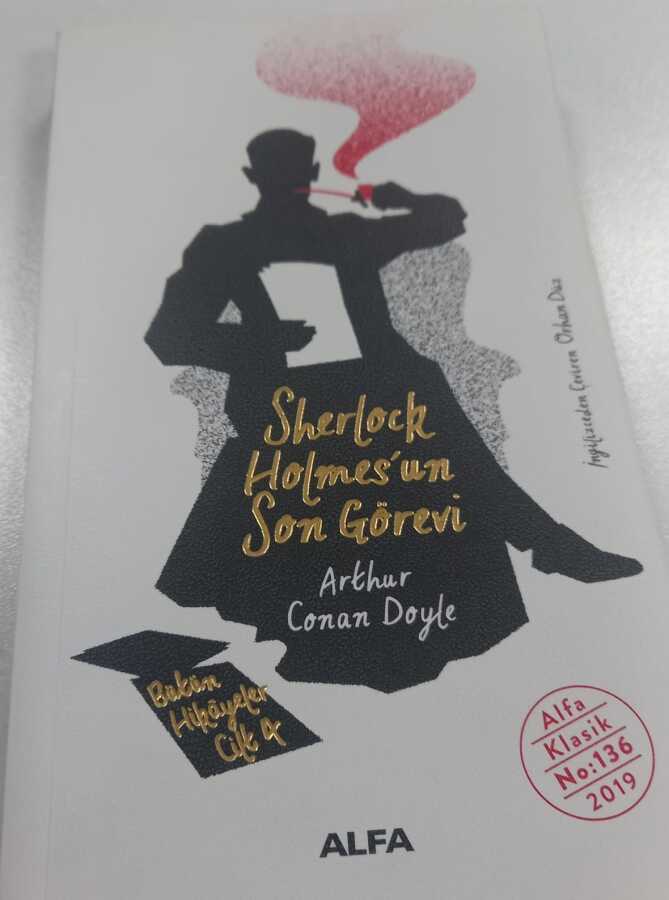 İngilizceden Çeviren Orhan Düz
Sherlock
Holmes'un
Son Görevi
Arthur
Conan Doyle
Bütün
Hikâyeler
Cilt 4
Alfa
Klasik
No:136
2019
ALFA